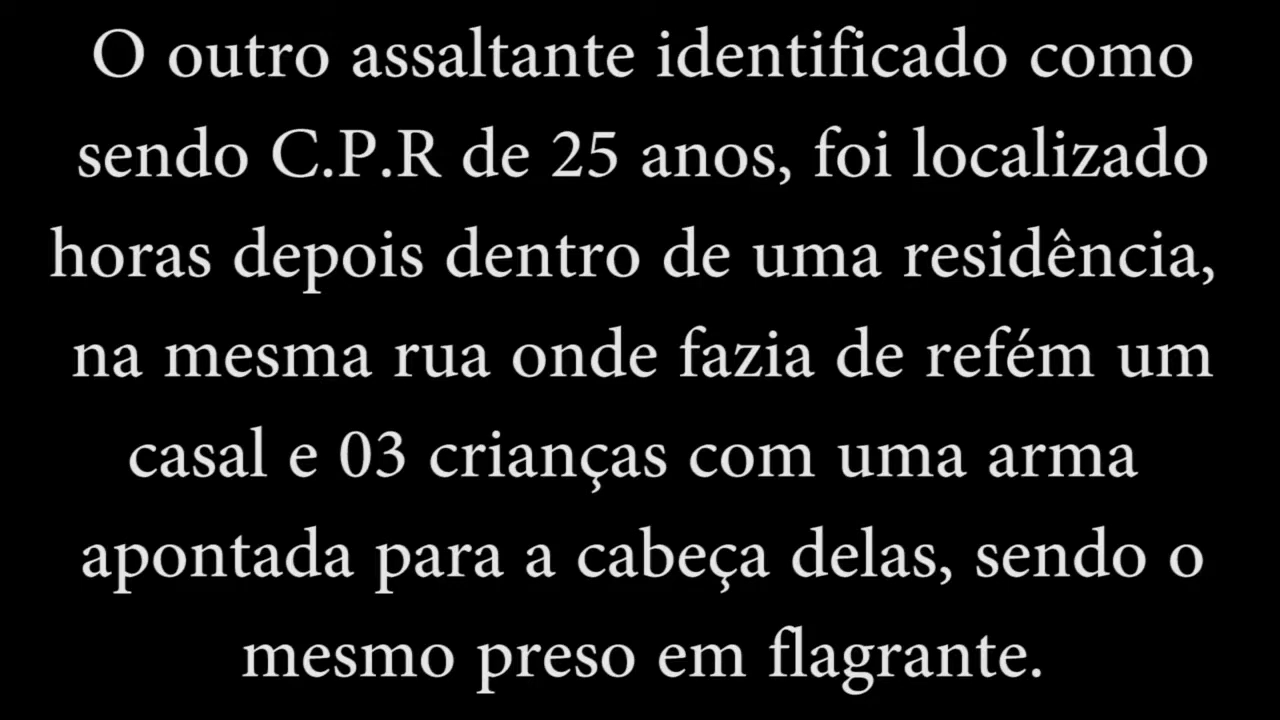 O outro assaltante identificado como
sendo C.P.R de 25 anos, foi localizado
horas depois dentro de uma residência,
na mesma rua onde fazia de refém um
casal e 03 crianças com uma arma
apontada para a cabeça delas, sendo o
mesmo preso em flagrante.